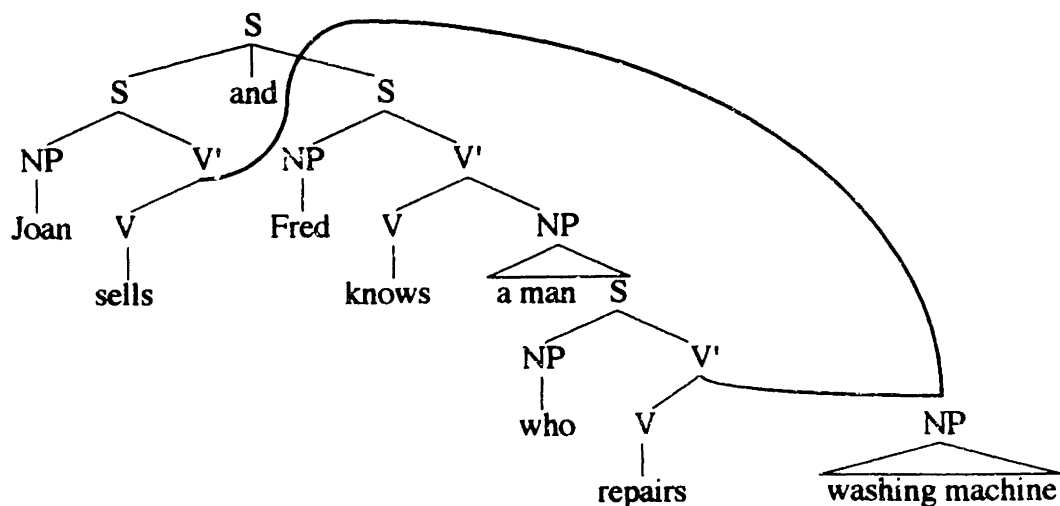 S
S and S
NP V' NP V'
Joan V Fred V NP
sells knows a man S
NP V'
who V NP
repairs washing machine